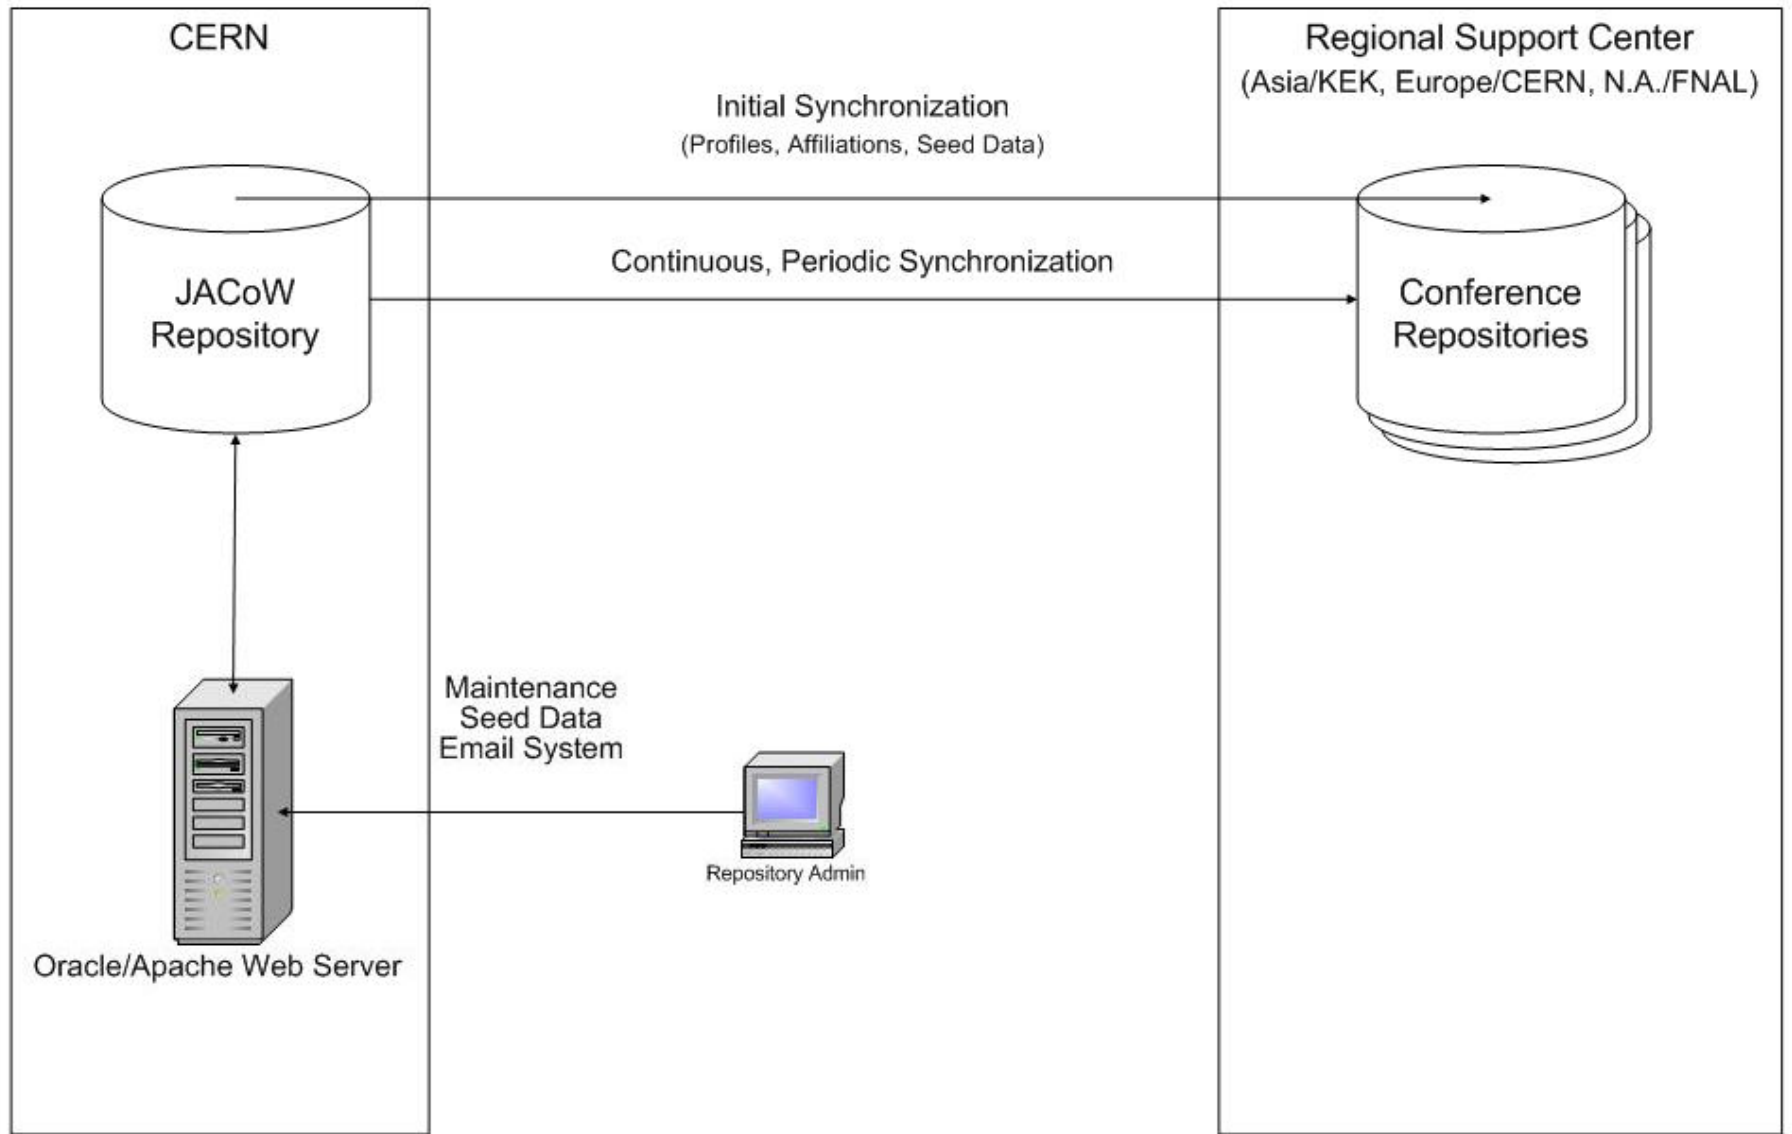 CERN
Regional Support Center
(Asia/KEK, Europe/CERN, N.A./FNAL)
Initial Synchronization
(Profiles, Affiliations, Seed Data)
Continuous, Periodic Synchronization
JACoW
Repository
Conference
Repositories
Maintenance
Seed Data
Email System
Repository Admin
Oracle/Apache Web Server